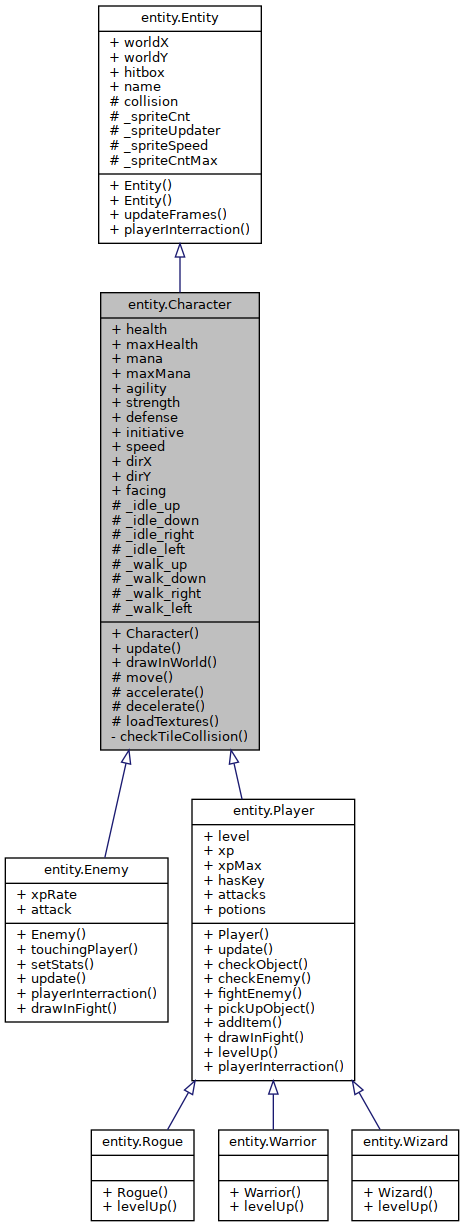 entity.Entity
+ worldX
+ worldY
+ hitbox
+ name
# collision
# _spriteCnt
# _spriteUpdater
# _spriteSpeed
# _spriteCntMax
+ Entity()
+ Entity()
+ updateFrames()
+ playerInterraction()
entity.Character
+ health
+ maxHealth
+ mana
+ maxMana
+ agility
+ strength
+ defense
+ initiative
+ speed
+ dirX
+ dirY
+ facing
# _idle_up
# _idle_down
# _idle_right
# _idle_left
# _walk_up
# _walk_down
# _walk_right
# _walk_left
+ Character()
+ update()
+ drawInWorld()
# move()
# accelerate()
# decelerate()
# loadTextures()
- checkTileCollision()
entity.Enemy
+ xpRate
+ attack
+ Enemy()
+ touchingPlayer()
+ setStats()
+ update()
+ playerInterraction()
+ drawInFight()
entity.Player
+ level
+ xp
+ xpMax
+ hasKey
+ attacks
+ potions
+ Player()
+ update()
+ checkObject()
+ checkEnemy()
+ fightEnemy()
+ pickUpObject()
+ addItem()
+ drawInFight()
+ levelUp()
+ playerInterraction()
entity.Rogue
+ Rogue()
+ levelUp()
entity.Warrior
+ Warrior()
+ levelUp()
entity.Wizard
+ Wizard()
+ levelUp()